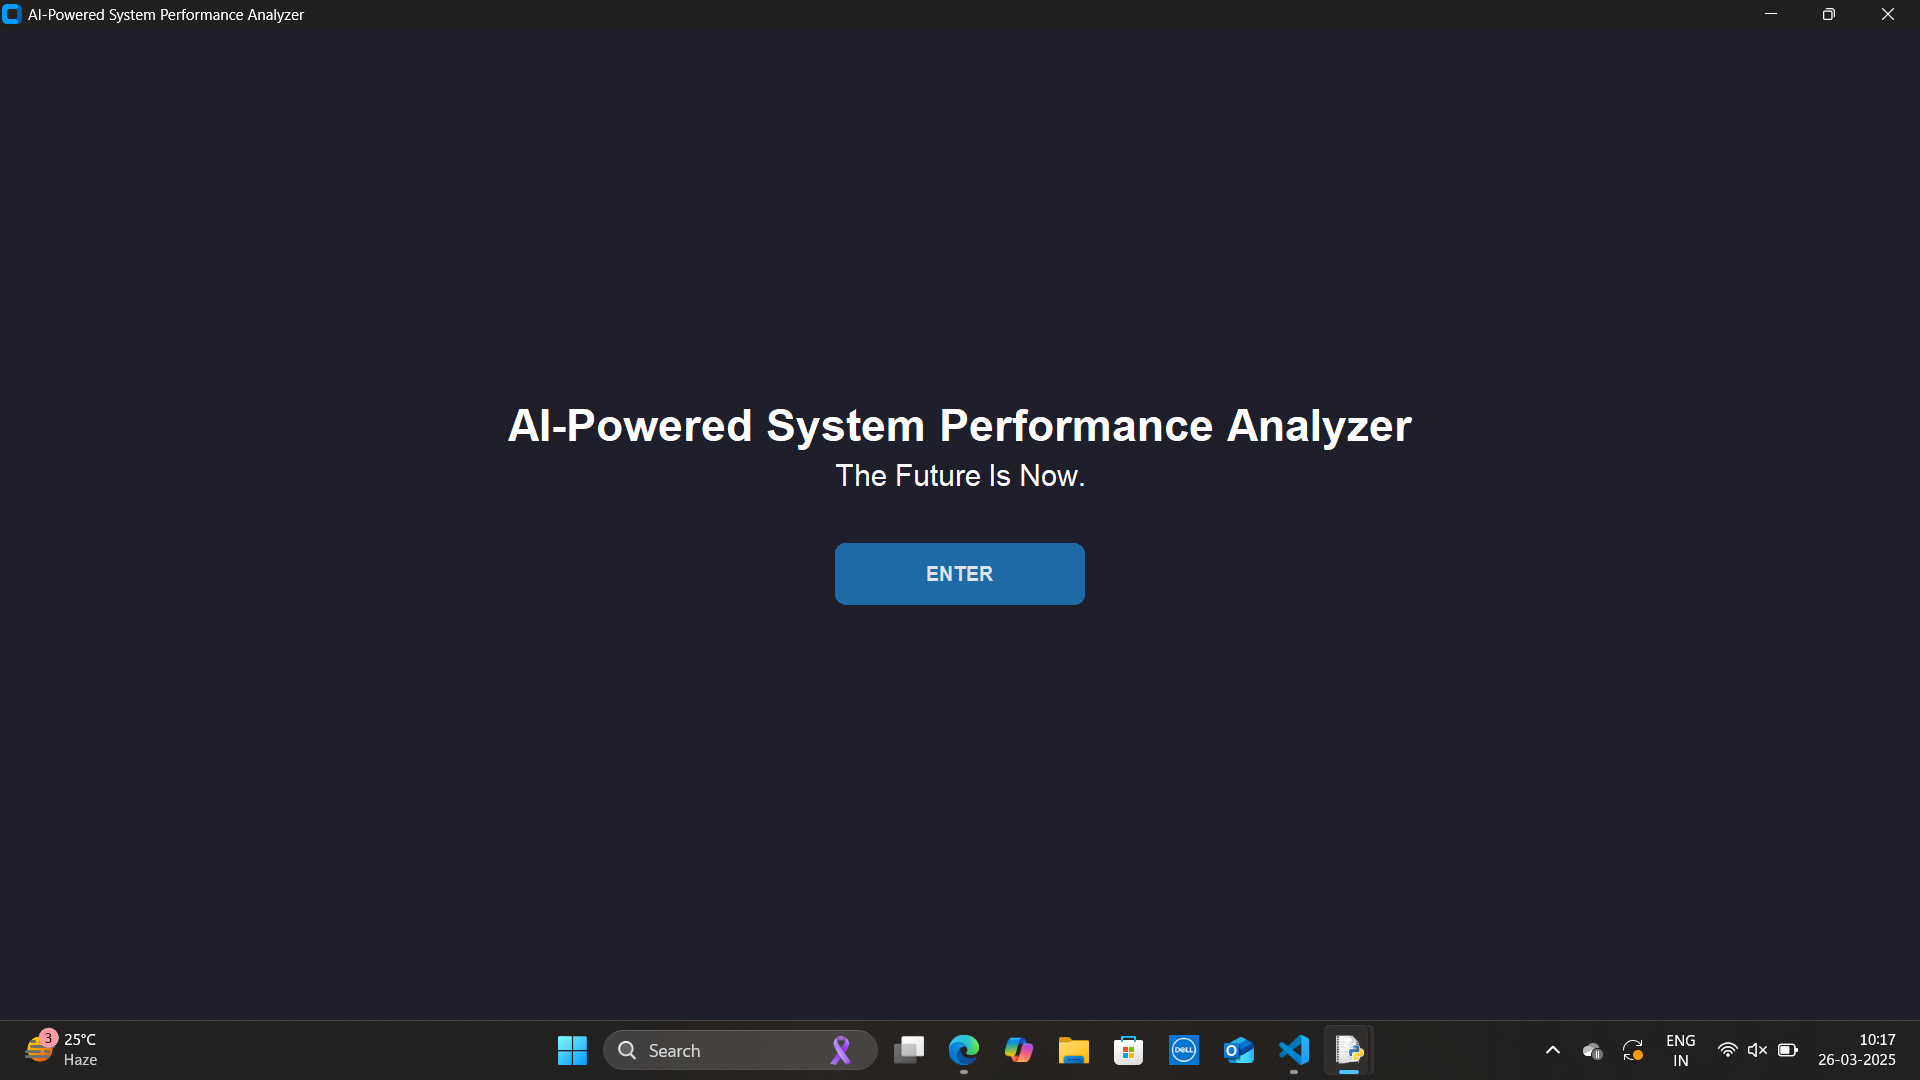 AI-Powered System Performance Analyzer
AI-Powered System Performance Analyzer
The Future Is Now.
ENTER
3
25°C
Haze
Search
DELL
ENG
IN
10:17
26-03-2025